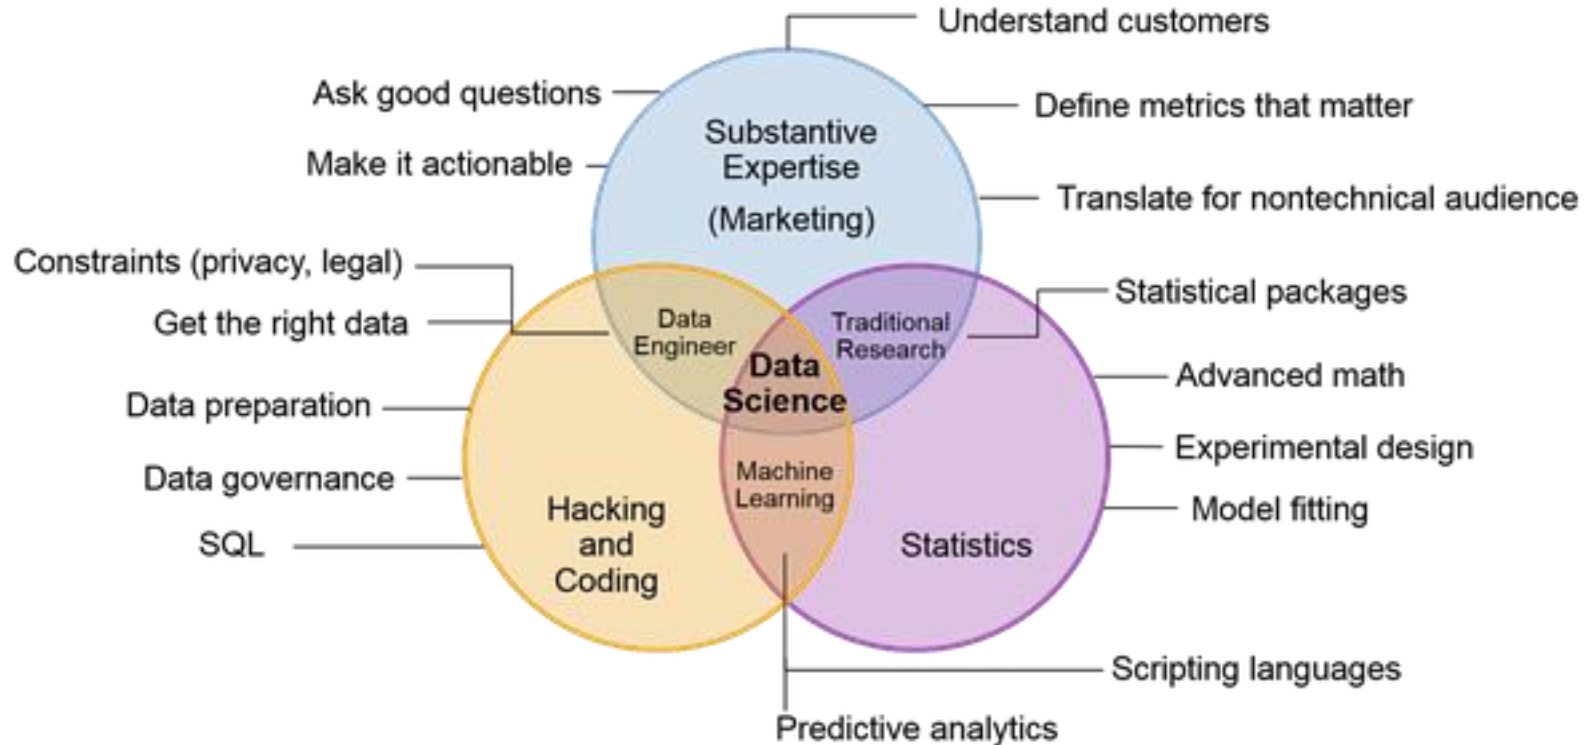 Understand customers
Ask good questions
Define metrics that matter
Substantive
Expertise
(Marketing)
Make it actionable
Translate for nontechnical audience
Constraints (privacy, legal)
Statistical packages
Get the right data
Data
Engineer
Traditional
Research
Data
Science
Advanced math
Data preparation
Experimental design
Data governance
Machine
Learning
Model fitting
Hacking
and
Coding
SQL
Statistics
Scripting languages
Predictive analytics